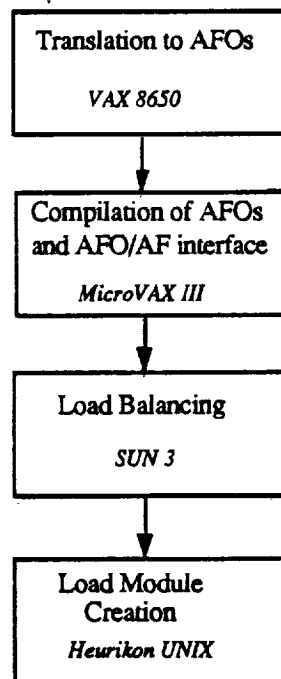 Translation to AFOs
VAX 8650
Compilation of AFOs
and AFO/AF interface
MicroVAX III
Load Balancing
SUN 3
Load Module
Creation
Heurikon UNIX